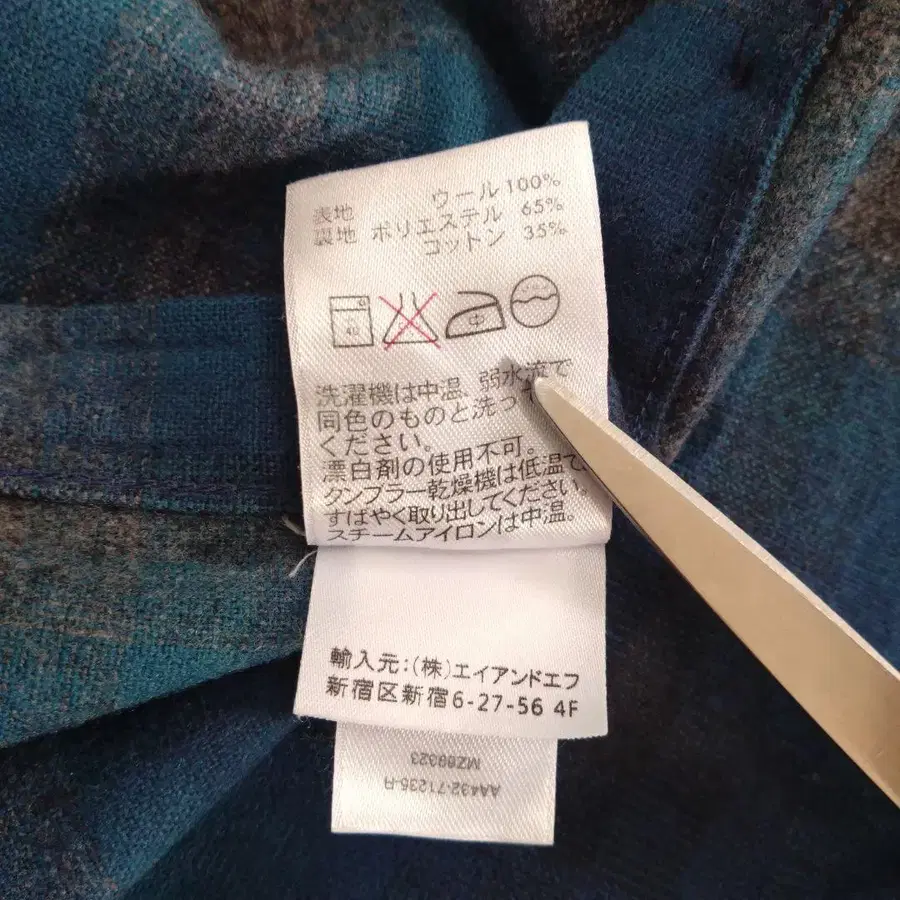 表地 ウール 100%
裏地 ポリエステル 65%
コットン 35%
40
中
洗濯機は中温、弱水流で
同色のものと洗って
ください。
漂白剤の使用不可。
タンブラー乾燥機は低温で、
すばやく取り出してください。
スチームアイロンは中温。
輸入元:(株)エイアンドエフ
新宿区新宿6-27-56 4F
AA432-71235-R